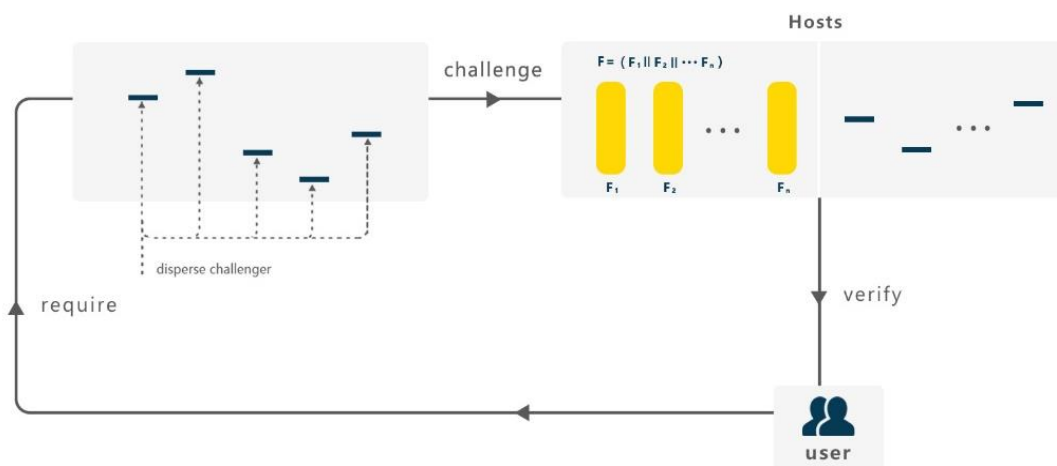 Hosts
challenge
F = ( F₁ || F₂ || ··· Fₙ )
F₁ F₂ Fₙ
disperse challenger
require
verify
user